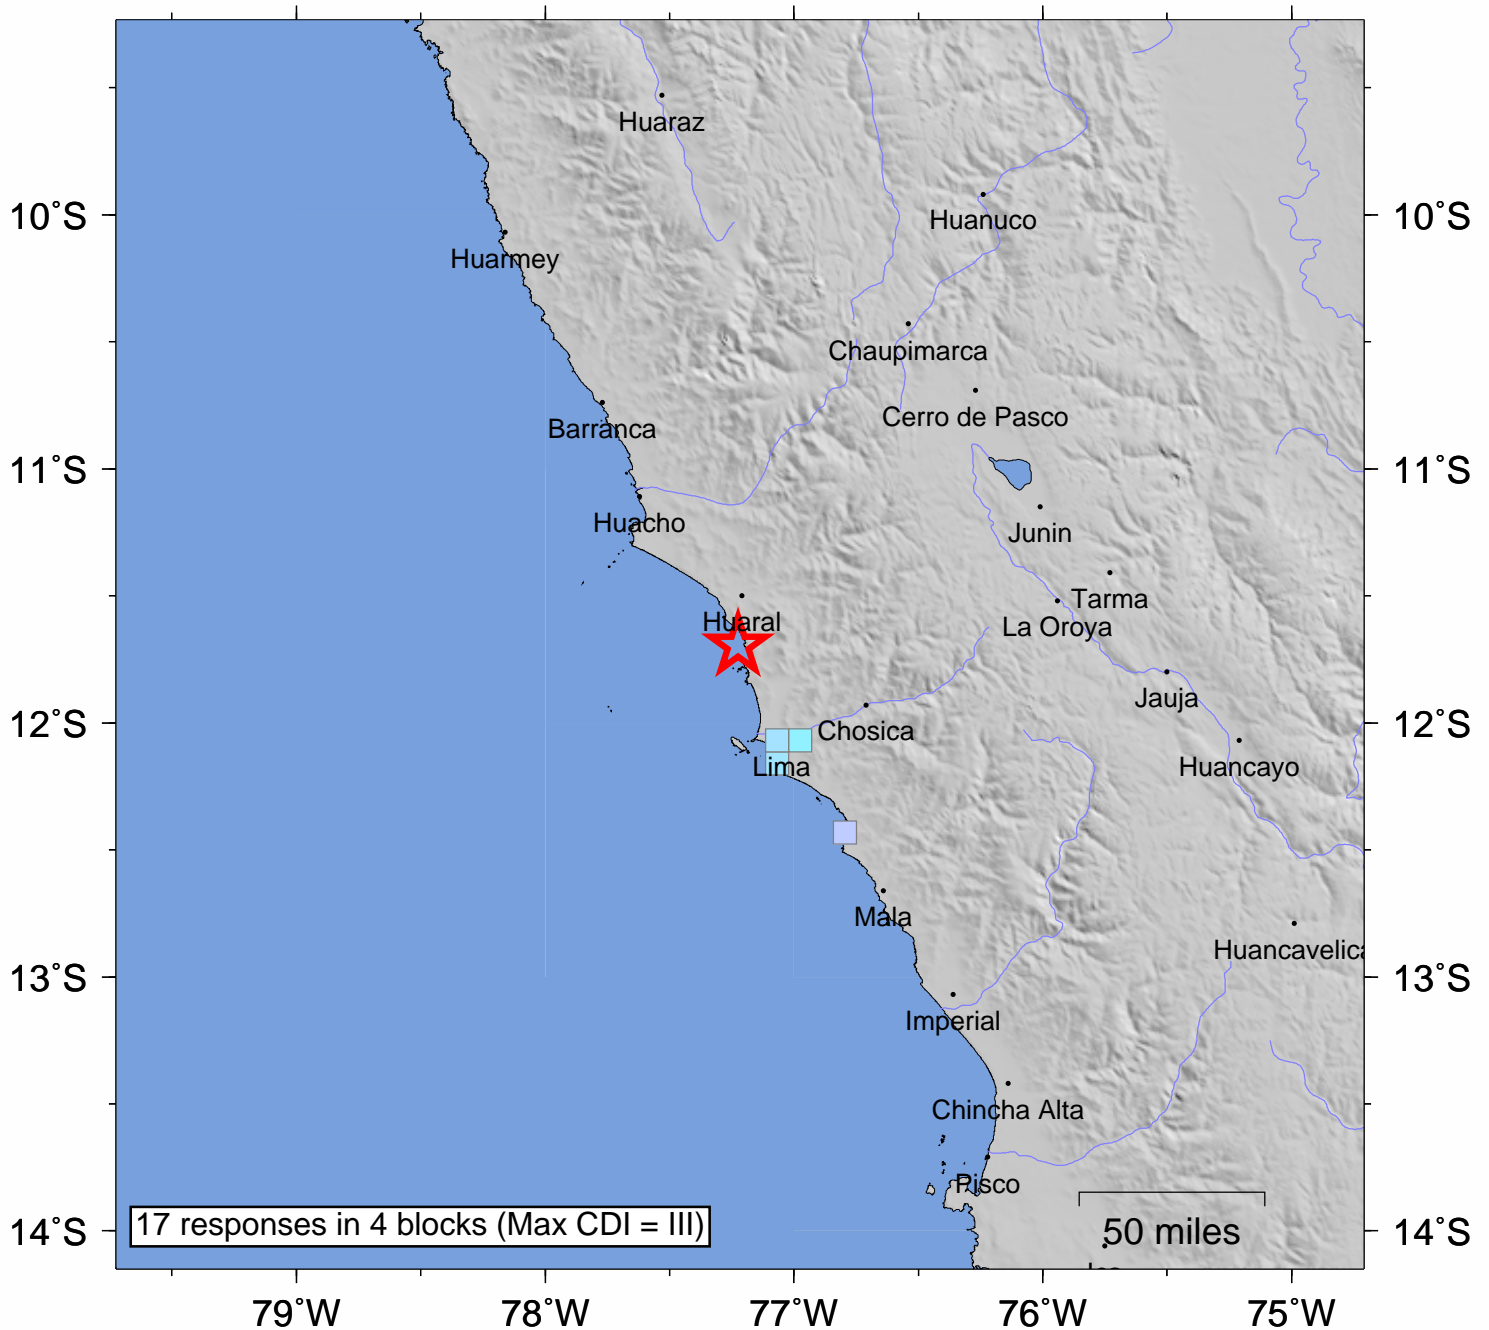 Huaraz
10°S
10°S
Huanuco
Huarmey
Chaupimarca
Cerro de Pasco
Barranca
11°S
11°S
Huacho
Junin
Tarma
Huaral
La Oroya
Jauja
12°S
12°S
Chosica
Lima
Huancayo
Mala
Huancavelica
13°S
13°S
Imperial
Chincha Alta
Pisco
17 responses in 4 blocks (Max CDI = III)
50 miles
14°S
14°S
79°W
78°W
77°W
76°W
75°W